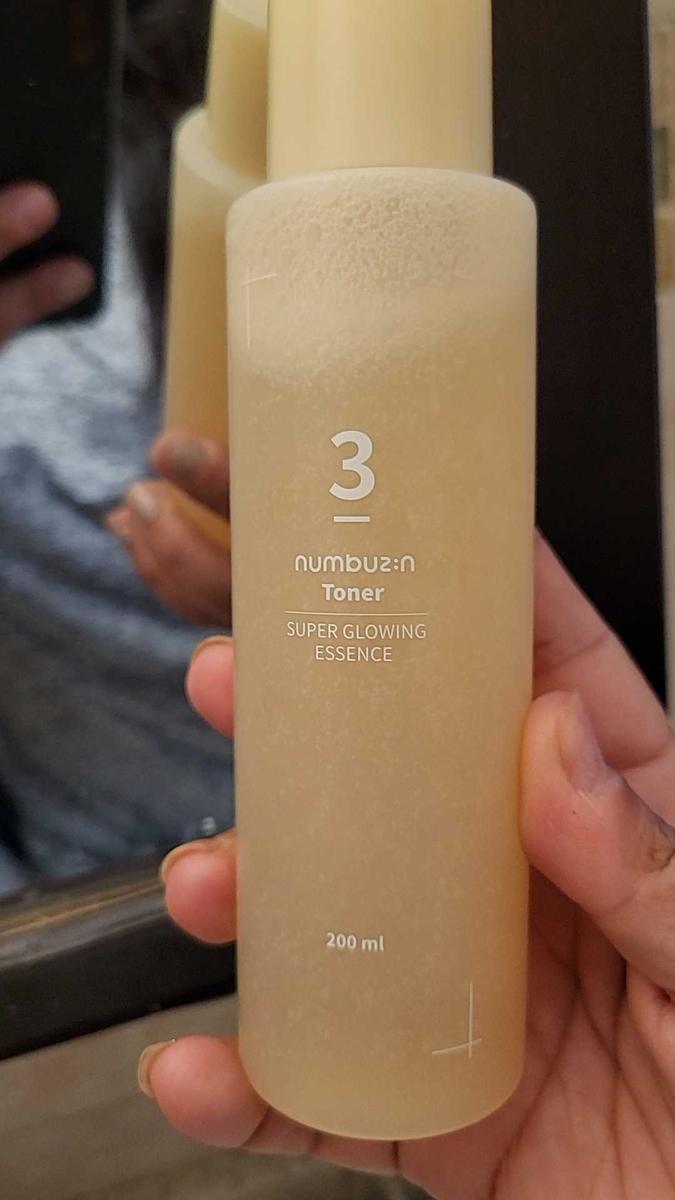 3
numbuz:n
Toner
SUPER GLOWING
ESSENCE
200 ml